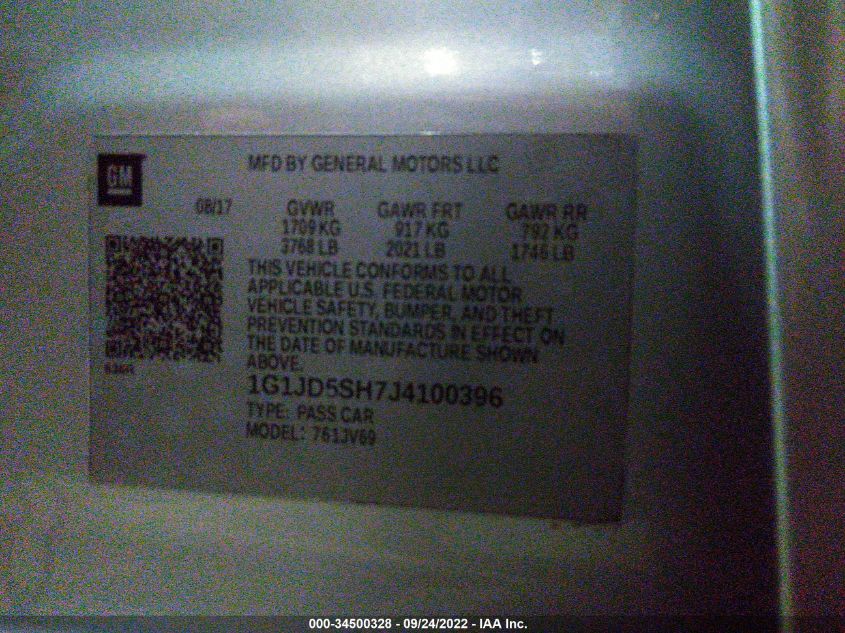 GM
MFD BY GENERAL MOTORS LLC
08/17 GVWR GAWR FRT GAWR RR
1709 KG 917 KG 792 KG
3768 LB 2021 LB 1746 LB
THIS VEHICLE CONFORMS TO ALL
APPLICABLE U.S. FEDERAL MOTOR
VEHICLE SAFETY, BUMPER, AND THEFT
PREVENTION STANDARDS IN EFFECT ON
THE DATE OF MANUFACTURE SHOWN
ABOVE.
1G1JD5SH7J4100396
TYPE: PASS CAR
MODEL: 761JV69
000-34500328 - 09/24/2022 - IAA Inc.